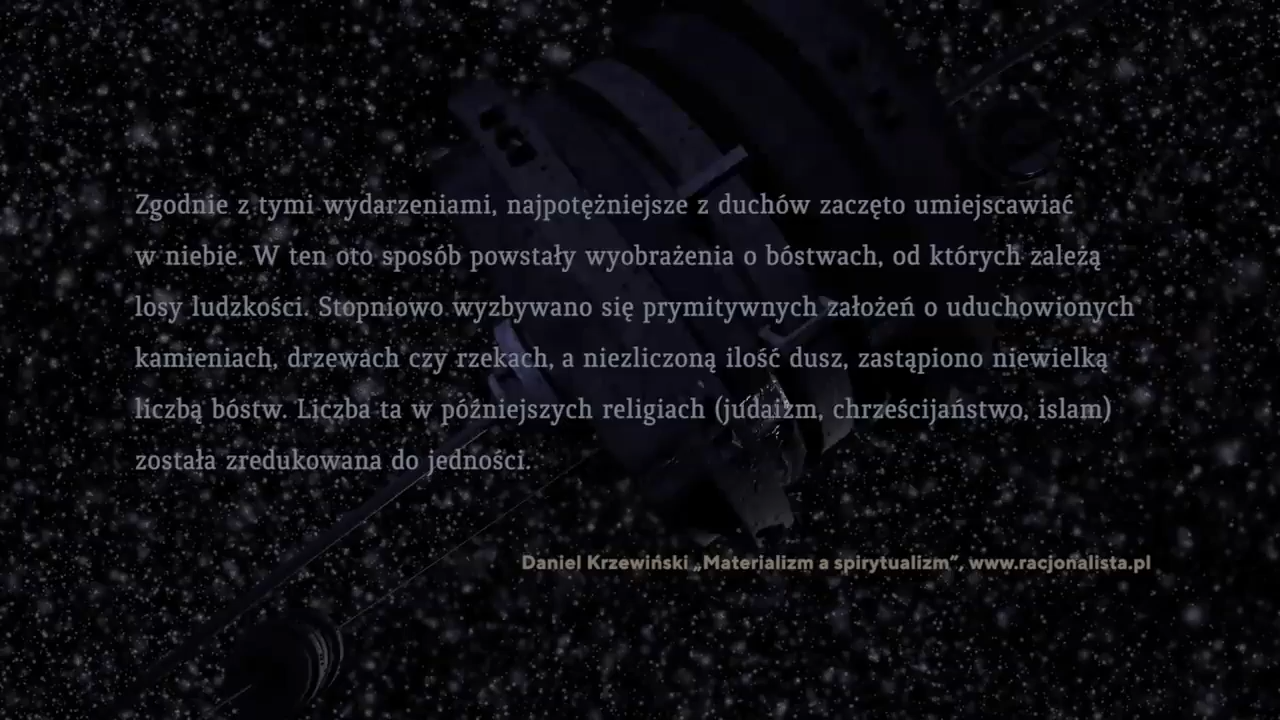 Zgodnie z tymi wydarzeniami, najpotężniejsze z duchów zaczęto umiejscawiać
w niebie. W ten oto sposób powstały wyobrażenia o bóstwach, od których zależą
losy ludzkości. Stopniowo wyzbywano się prymitywnych założeń o uduchowionych
kamieniach, drzewach czy rzekach, a niezliczoną ilość dusz, zastąpiono niewielką
liczbą bóstw. Liczba ta w późniejszych religiach (judaizm, chrześcijaństwo, islam)
została zredukowana do jedności.
Daniel Krzewiński „Materializm a spirytualizm”, www.racjonalista.pl